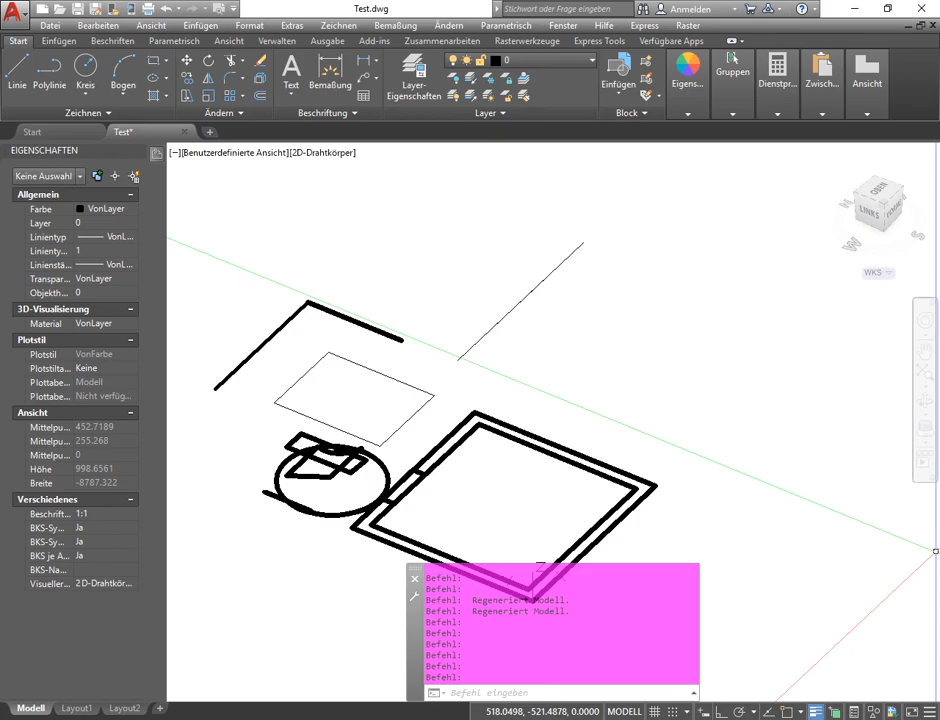 Test.dwg
Stichwort oder Frage eingeben
Anmelden
Datei Bearbeiten Ansicht Einfügen Format Extras Zeichnen Bemaßung Ändern Parametrisch Fenster Hilfe Express Raster
Start Einfügen Beschriften Parametrisch Ansicht Verwalten Ausgabe Add-ins Zusammenarbeiten Rasterwerkzeuge Express Tools Verfügbare Apps
Linie Polylinie Kreis Bogen
Text Bemaßung
Layer-
Eigenschaften
0
Einfügen
Eigens...
Gruppen
Dienstpr...
Zwisch...
Ansicht
Zeichnen Ändern Beschriftung Layer Block
Start Test*
EIGENSCHAFTEN
[−][Benutzerdefinierte Ansicht][2D-Drahtkörper]
Keine Auswahl
Allgemein
Farbe VonLayer
Layer 0
Linientyp VonL...
Linienty... 1
Linienstä... VonL...
Transpar... VonLayer
Objekthh... 0
3D-Visualisierung
Material VonLayer
Plotstil
Plotstil VonFarbe
Plotstilta... Keine
Plottabe... Modell
Plottabe... Nicht verfüg...
Ansicht
Mittelpu... 452.7189
Mittelpu... 255.268
Mittelpu... 0
Höhe 998.6561
Breite -8787.322
Verschiedenes
Beschrift... 1:1
BKS-Sy... Ja
BKS-Sy... Ja
BKS je A... Ja
BKS-Na...
Visueller... 2D-Drahtkör...
OBEN
LINKS
N
W
S
WKS
Z
Befehl:
Befehl:
Befehl: Regeneriert Modell.
Befehl: Regeneriert Modell.
Befehl:
Befehl:
Befehl:
Befehl:
Befehl:
Befehl:
Befehl eingeben
Modell Layout1 Layout2
518.0498, -521.4878, 0.0000 MODELL